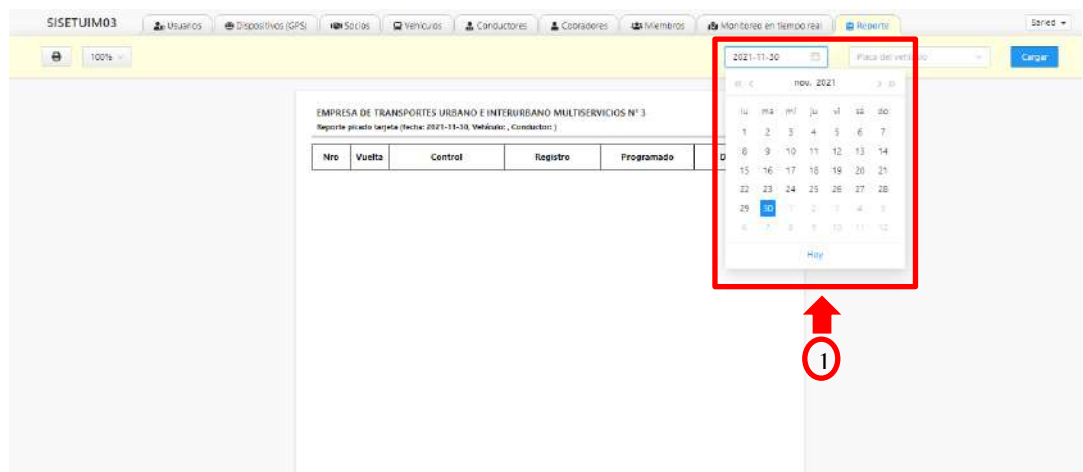 SISETUIM03 Usuarios Dispositivos (GPS) Socios Vehiculos Conductores Cobradores Miembros Monitoreo en tiempo real Reporte Saned
100% 2021-11-30 Placa del vehículo Cargar
« < nov. 2021 > »
EMPRESA DE TRANSPORTES URBANO E INTERURBANO MULTISERVICIOS N° 3
Reporte picado tarjeta (fecha: 2021-11-30, Vehículo: , Conductor: )
lu ma mi ju vi sá do
1 2 3 4 5 6 7
Nro Vuelta Control Registro Programado D
8 9 10 11 12 13 14
15 16 17 18 19 20 21
22 23 24 25 26 27 28
29 30 1 2 3 4 5
6 7 8 9 10 11 12
Hoy
1